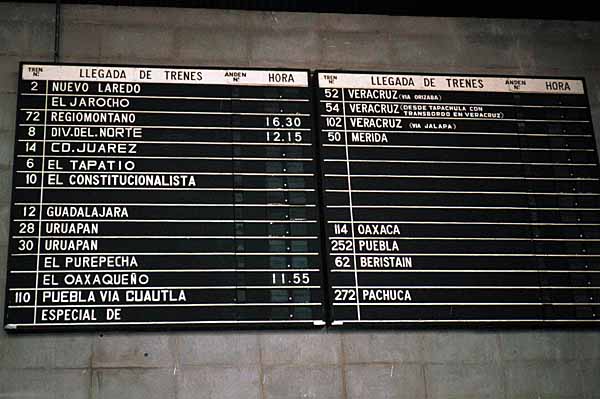 TREN Nº LLEGADA DE TRENES ANDEN Nº HORA
2 NUEVO LAREDO
EL JAROCHO
72 REGIOMONTANO 16.30
8 DIV.DEL.NORTE 12.15
14 CD.JUAREZ
6 EL TAPATIO
10 EL CONSTITUCIONALISTA
12 GUADALAJARA
28 URUAPAN
30 URUAPAN
EL PUREPECHA
EL OAXAQUEÑO 11.55
110 PUEBLA VIA CUAUTLA
ESPECIAL DE
TREN Nº LLEGADA DE TRENES ANDEN Nº HORA
52 VERACRUZ (VIA ORIZABA)
54 VERACRUZ (DESDE TAPACHULA CON
TRANSBORDO EN VERACRUZ)
102 VERACRUZ (VIA JALAPA)
50 MERIDA
114 OAXACA
252 PUEBLA
62 BERISTAIN
272 PACHUCA